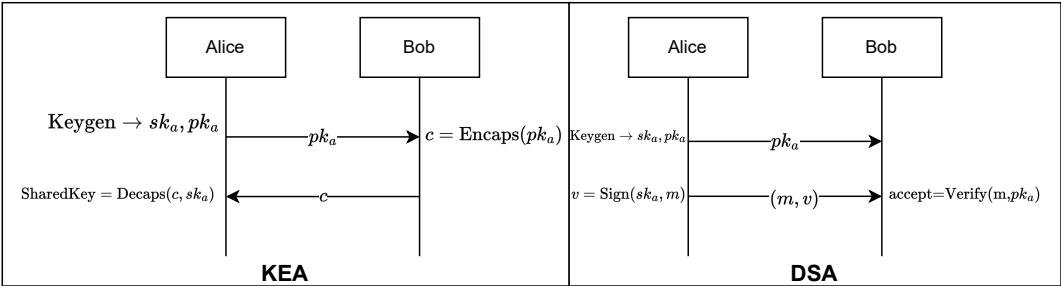 Alice Bob
Keygen → sk_a, pk_a
pk_a
c = Encaps(pk_a)
SharedKey = Decaps(c, sk_a)
c
KEA
Alice Bob
Keygen → sk_a, pk_a
pk_a
v = Sign(sk_a, m)
(m, v)
accept=Verify(m,pk_a)
DSA